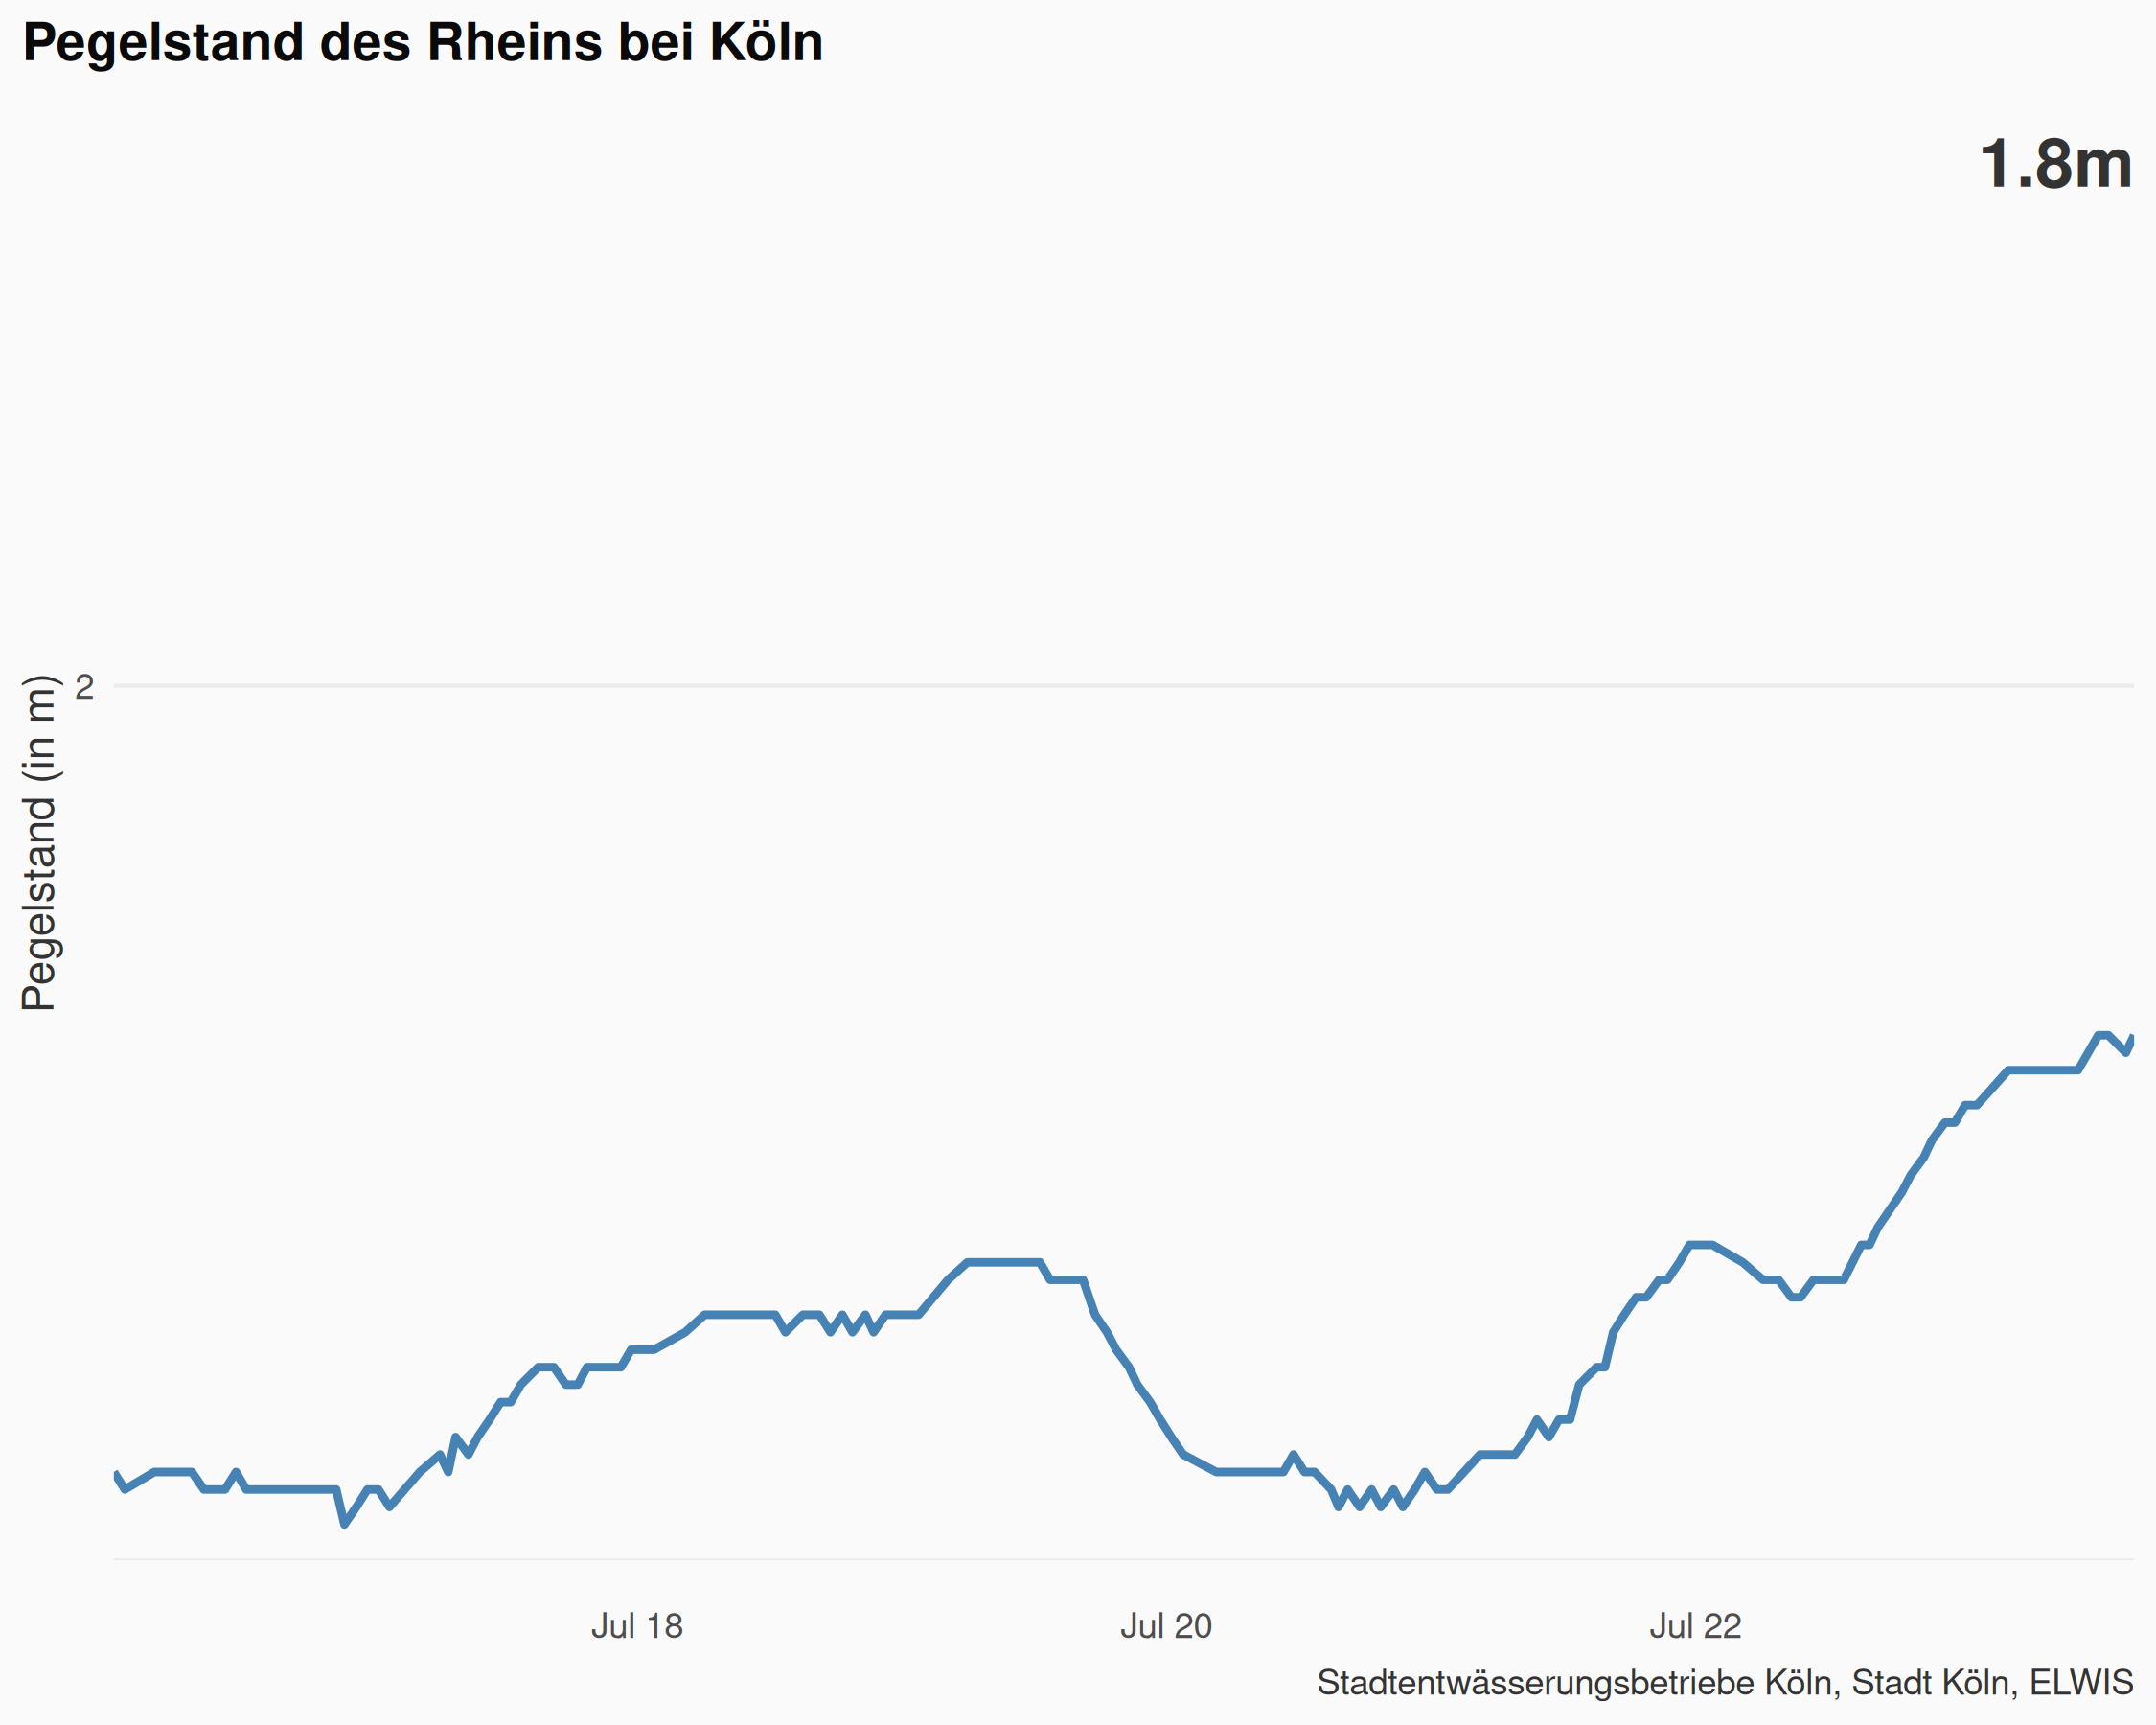 Pegelstand des Rheins bei Köln
1.8m
Pegelstand (in m)
2
Jul 18
Jul 20
Jul 22
Stadtentwässerungsbetriebe Köln, Stadt Köln, ELWIS